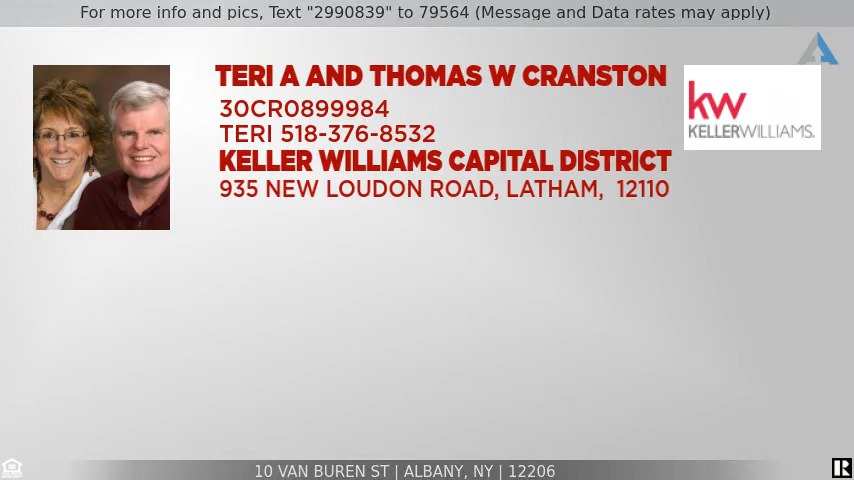 For more info and pics, Text "2990839" to 79564 (Message and Data rates may apply)
TERI A AND THOMAS W CRANSTON
30CR0899984
TERI 518-376-8532
KELLER WILLIAMS CAPITAL DISTRICT
935 NEW LOUDON ROAD, LATHAM, 12110
kw
KELLERWILLIAMS.
10 VAN BUREN ST | ALBANY, NY | 12206